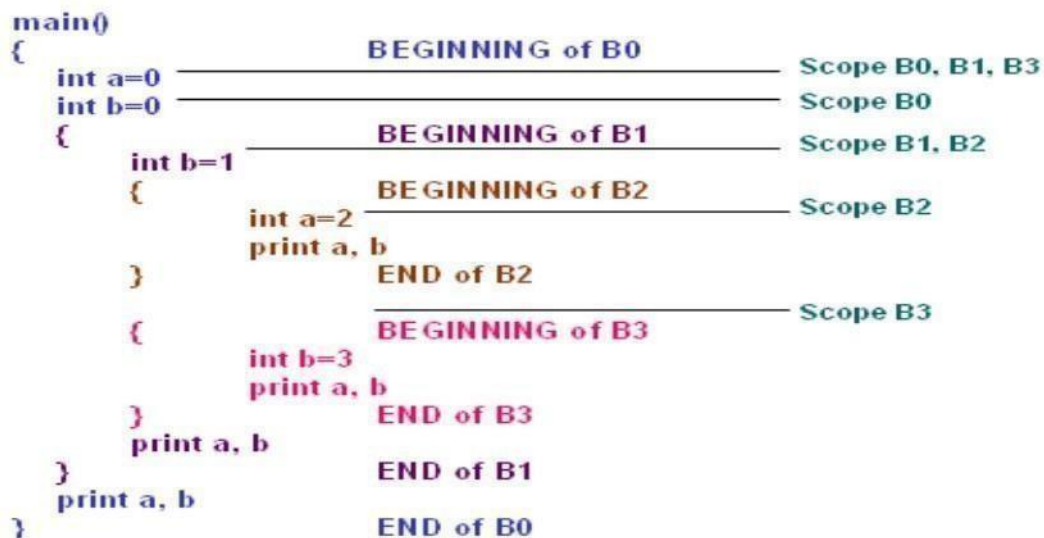 main()
{ BEGINNING of B0
int a=0 Scope B0, B1, B3
int b=0 Scope B0
{ BEGINNING of B1
int b=1 Scope B1, B2
{ BEGINNING of B2
int a=2 Scope B2
print a, b
} END of B2
Scope B3
{ BEGINNING of B3
int b=3
print a, b
} END of B3
print a, b
} END of B1
print a, b
} END of B0